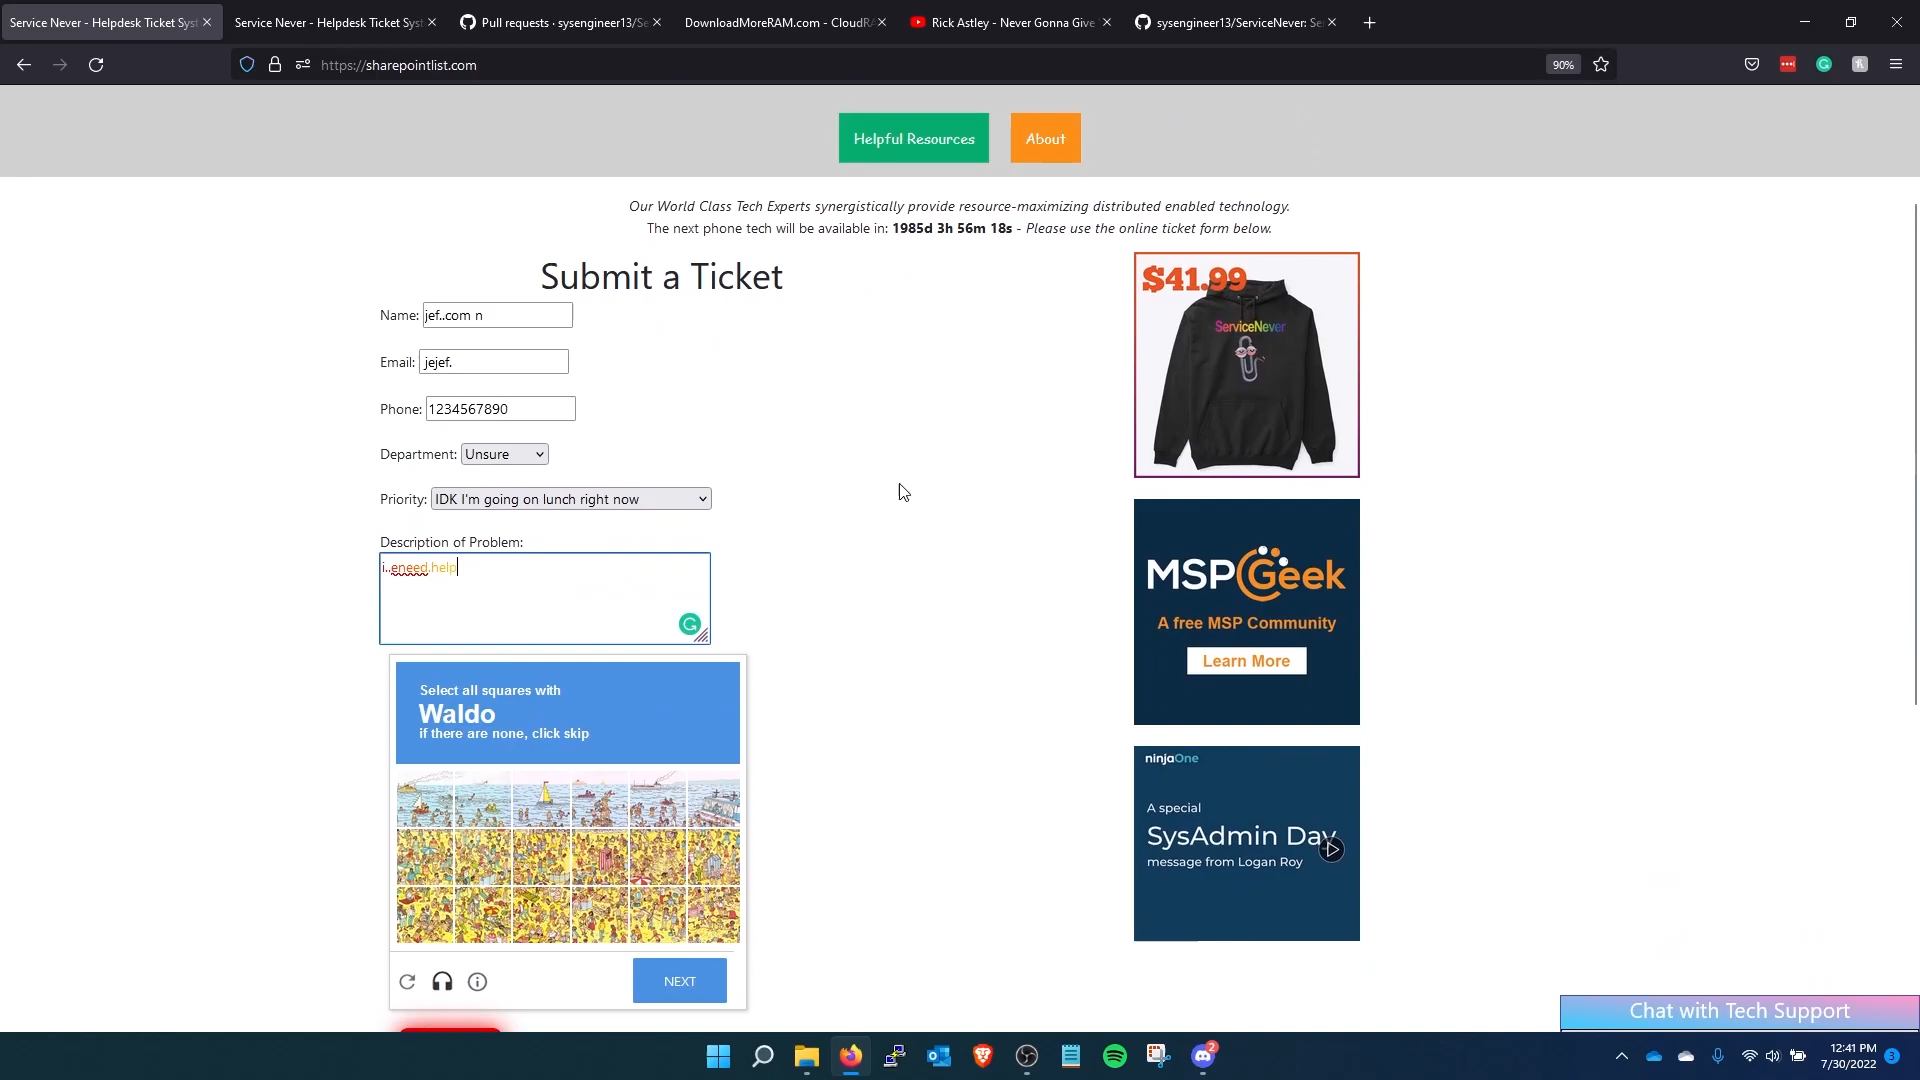 Service Never - Helpdesk Ticket Syst
Service Never - Helpdesk Ticket Syst
Pull requests · sysengineer13/Se
DownloadMoreRAM.com - CloudRA
Rick Astley - Never Gonna Give
sysengineer13/ServiceNever: Se
https://sharepointlist.com
90%
Helpful Resources
About
Our World Class Tech Experts synergistically provide resource-maximizing distributed enabled technology.
The next phone tech will be available in: 1985d 3h 56m 18s - Please use the online ticket form below.
Submit a Ticket
Name: jef..com n
Email: jejef.
Phone: 1234567890
Department: Unsure
Priority: IDK I'm going on lunch right now
Description of Problem:
i..eneed.help
Select all squares with
Waldo
if there are none, click skip
NEXT
$41.99
ServiceNever
MSPGeek
A free MSP Community
Learn More
ninjaOne
A special
SysAdmin Day
message from Logan Roy
Chat with Tech Support
2
12:41 PM
7/30/2022
3